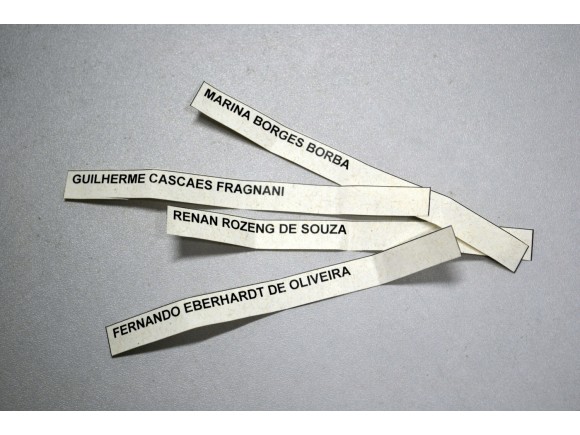 MARINA BORGES BORBA
GUILHERME CASCAES FRAGNANI
RENAN ROZENG DE SOUZA
FERNANDO EBERHARDT DE OLIVEIRA